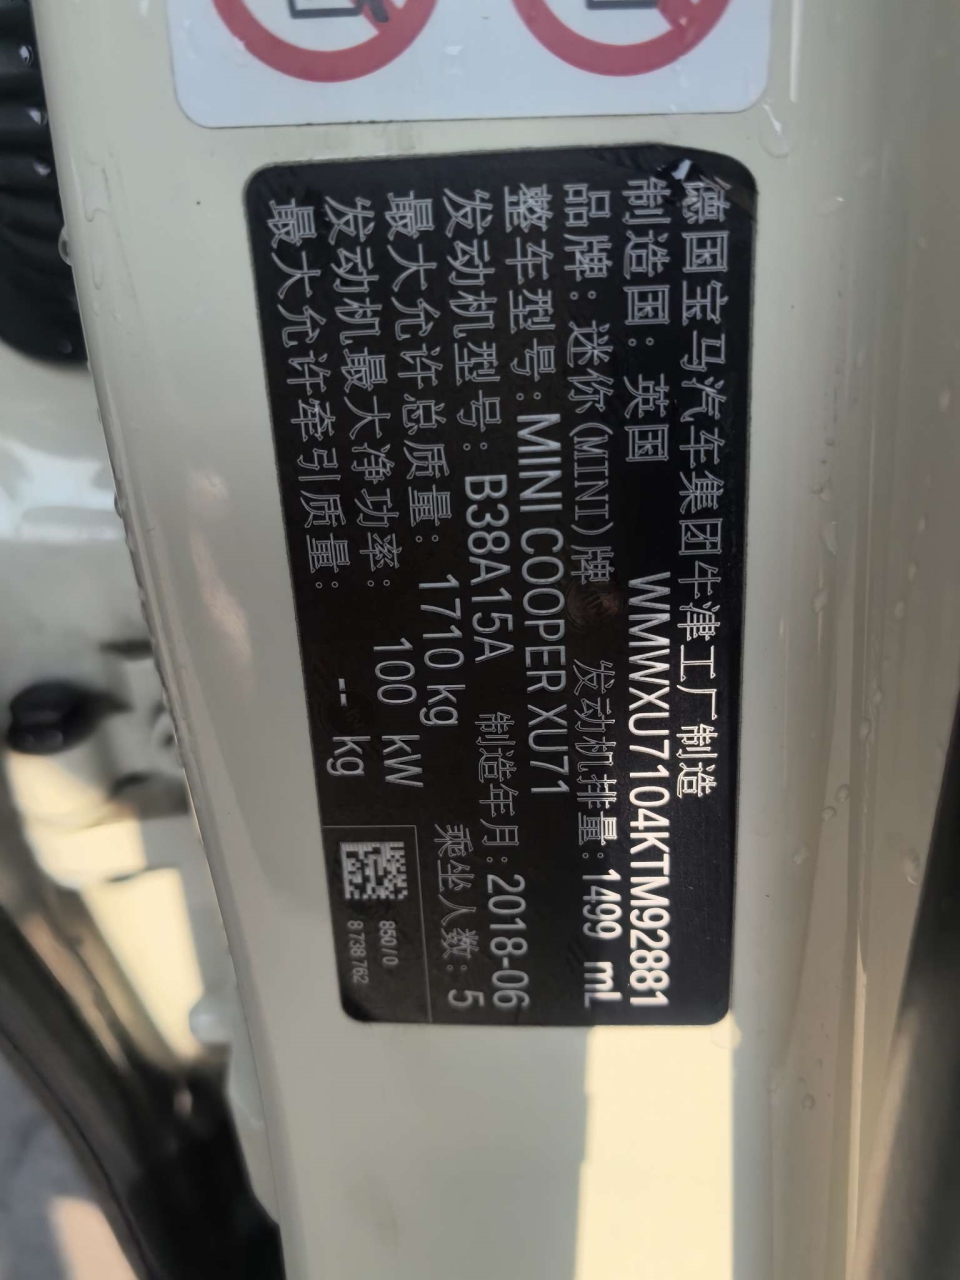 德国宝马汽车集团牛津工厂制造
制造国：英国 WMWXU7104KTM92881
品牌：迷你(MINI)牌 发动机排量：1499 mL
整车型号：MINI COOPER XU71
发动机型号：B38A15A 制造年月：2018-06
最大允许总质量：1710 kg 乘坐人数：5
发动机最大净功率：100 kW
最大允许牵引质量：-- kg
850/0
8 738 762